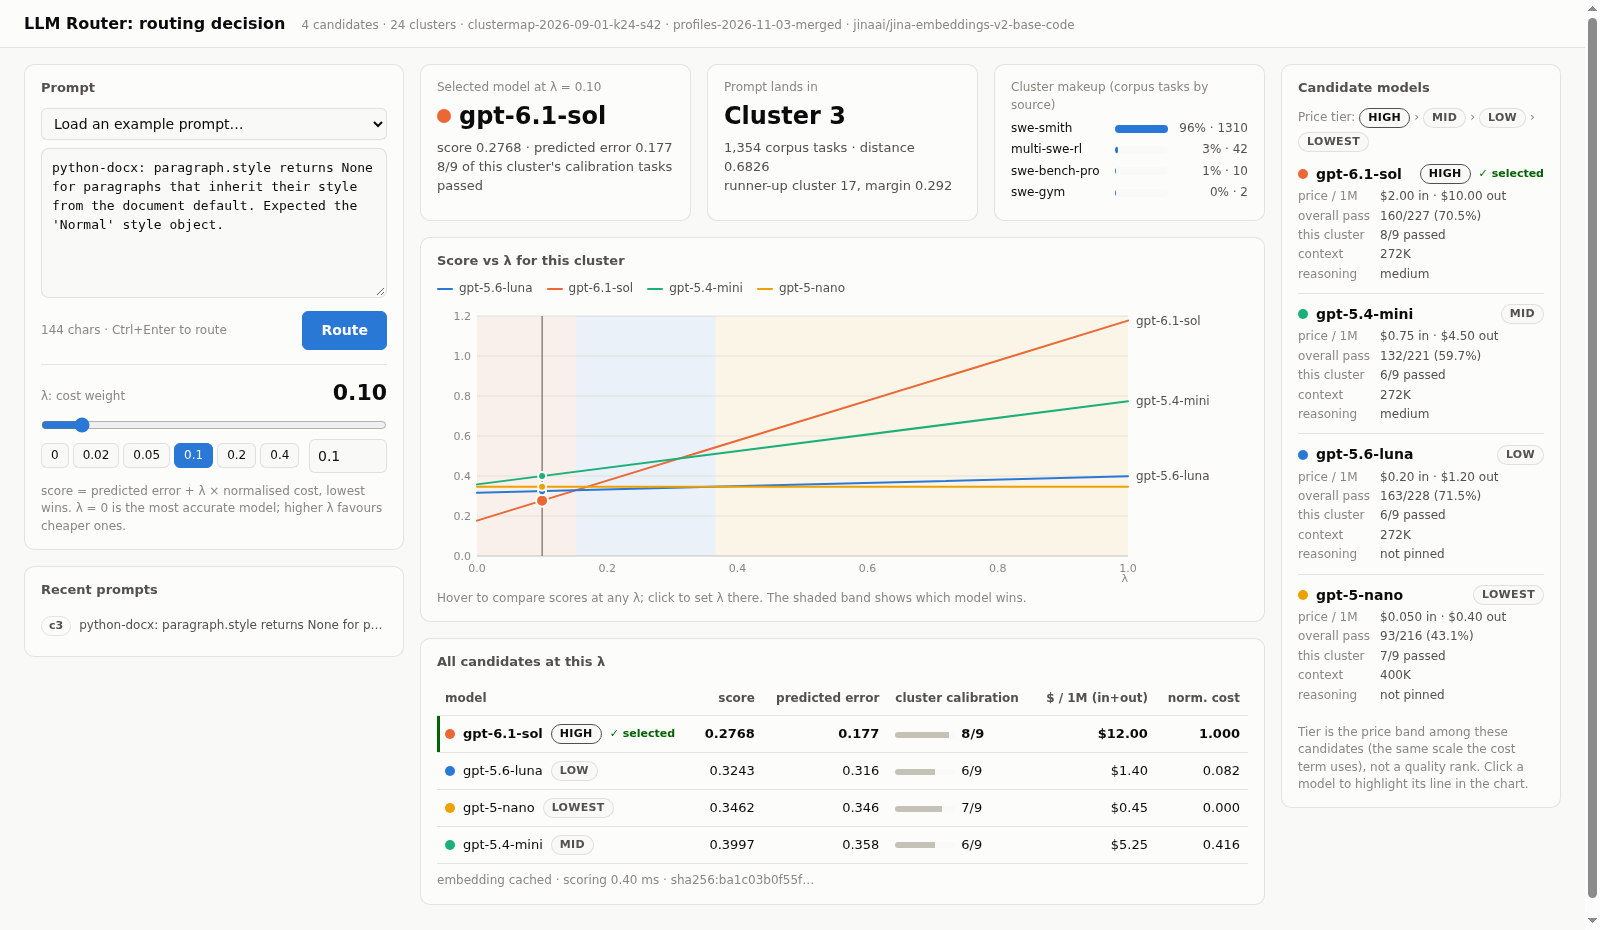 LLM Router: routing decision
4 candidates · 24 clusters · clustermap-2026-09-01-k24-s42 · profiles-2026-11-03-merged · jinaai/jina-embeddings-v2-base-code
Prompt
Load an example prompt...
python-docx: paragraph.style returns None
for paragraphs that inherit their style
from the document default. Expected the
'Normal' style object.
144 chars · Ctrl+Enter to route
Route
λ: cost weight
0.10
0
0.02
0.05
0.1
0.2
0.4
0.1
score = predicted error + λ × normalised cost, lowest
wins. λ = 0 is the most accurate model; higher λ favours
cheaper ones.
Recent prompts
c3
python-docx: paragraph.style returns None for p...
Selected model at λ = 0.10
gpt-6.1-sol
score 0.2768 · predicted error 0.177
8/9 of this cluster's calibration tasks
passed
Prompt lands in
Cluster 3
1,354 corpus tasks · distance
0.6826
runner-up cluster 17, margin 0.292
Cluster makeup (corpus tasks by
source)
swe-smith 96% · 1310
multi-swe-rl 3% · 42
swe-bench-pro 1% · 10
swe-gym 0% · 2
Score vs λ for this cluster
gpt-5.6-luna
gpt-6.1-sol
gpt-5.4-mini
gpt-5-nano
1.2
1.0
0.8
0.6
0.4
0.2
0.0
0.0
0.2
0.4
0.6
0.8
1.0
λ
gpt-6.1-sol
gpt-5.4-mini
gpt-5.6-luna
Hover to compare scores at any λ; click to set λ there. The shaded band shows which model wins.
All candidates at this λ
model score predicted error cluster calibration $ / 1M (in+out) norm. cost
gpt-6.1-sol HIGH ✓ selected 0.2768 0.177 8/9 $12.00 1.000
gpt-5.6-luna LOW 0.3243 0.316 6/9 $1.40 0.082
gpt-5-nano LOWEST 0.3462 0.346 7/9 $0.45 0.000
gpt-5.4-mini MID 0.3997 0.358 6/9 $5.25 0.416
embedding cached · scoring 0.40 ms · sha256:ba1c03b0f55f...
Candidate models
Price tier: HIGH › MID › LOW ›
LOWEST
gpt-6.1-sol HIGH ✓ selected
price / 1M $2.00 in · $10.00 out
overall pass 160/227 (70.5%)
this cluster 8/9 passed
context 272K
reasoning medium
gpt-5.4-mini MID
price / 1M $0.75 in · $4.50 out
overall pass 132/221 (59.7%)
this cluster 6/9 passed
context 272K
reasoning medium
gpt-5.6-luna LOW
price / 1M $0.20 in · $1.20 out
overall pass 163/228 (71.5%)
this cluster 6/9 passed
context 272K
reasoning not pinned
gpt-5-nano LOWEST
price / 1M $0.050 in · $0.40 out
overall pass 93/216 (43.1%)
this cluster 7/9 passed
context 400K
reasoning not pinned
Tier is the price band among these
candidates (the same scale the cost
term uses), not a quality rank. Click a
model to highlight its line in the chart.